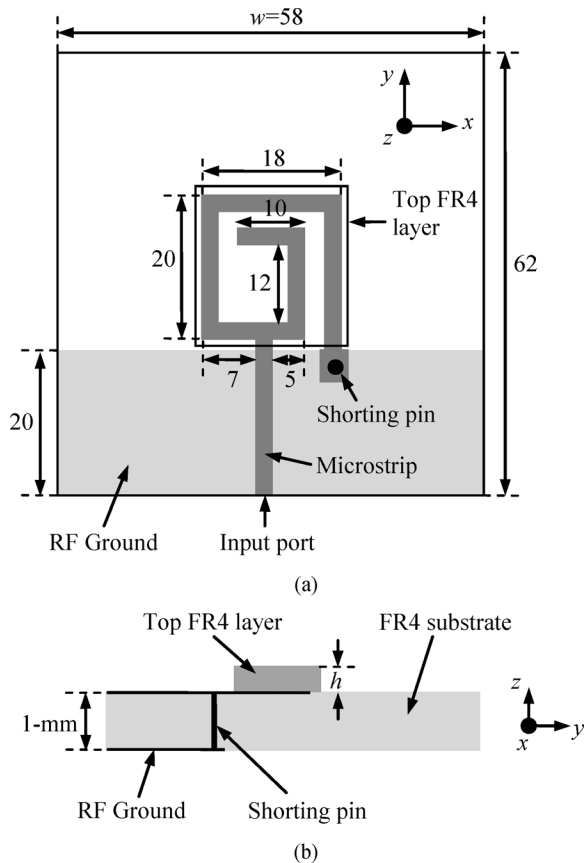 w=58
y
z
x
18
Top FR4
layer
10
20
12
62
7
5
20
Shorting pin
Microstrip
RF Ground
Input port
(a)
Top FR4 layer
FR4 substrate
h
1-mm
z
x
y
RF Ground
Shorting pin
(b)